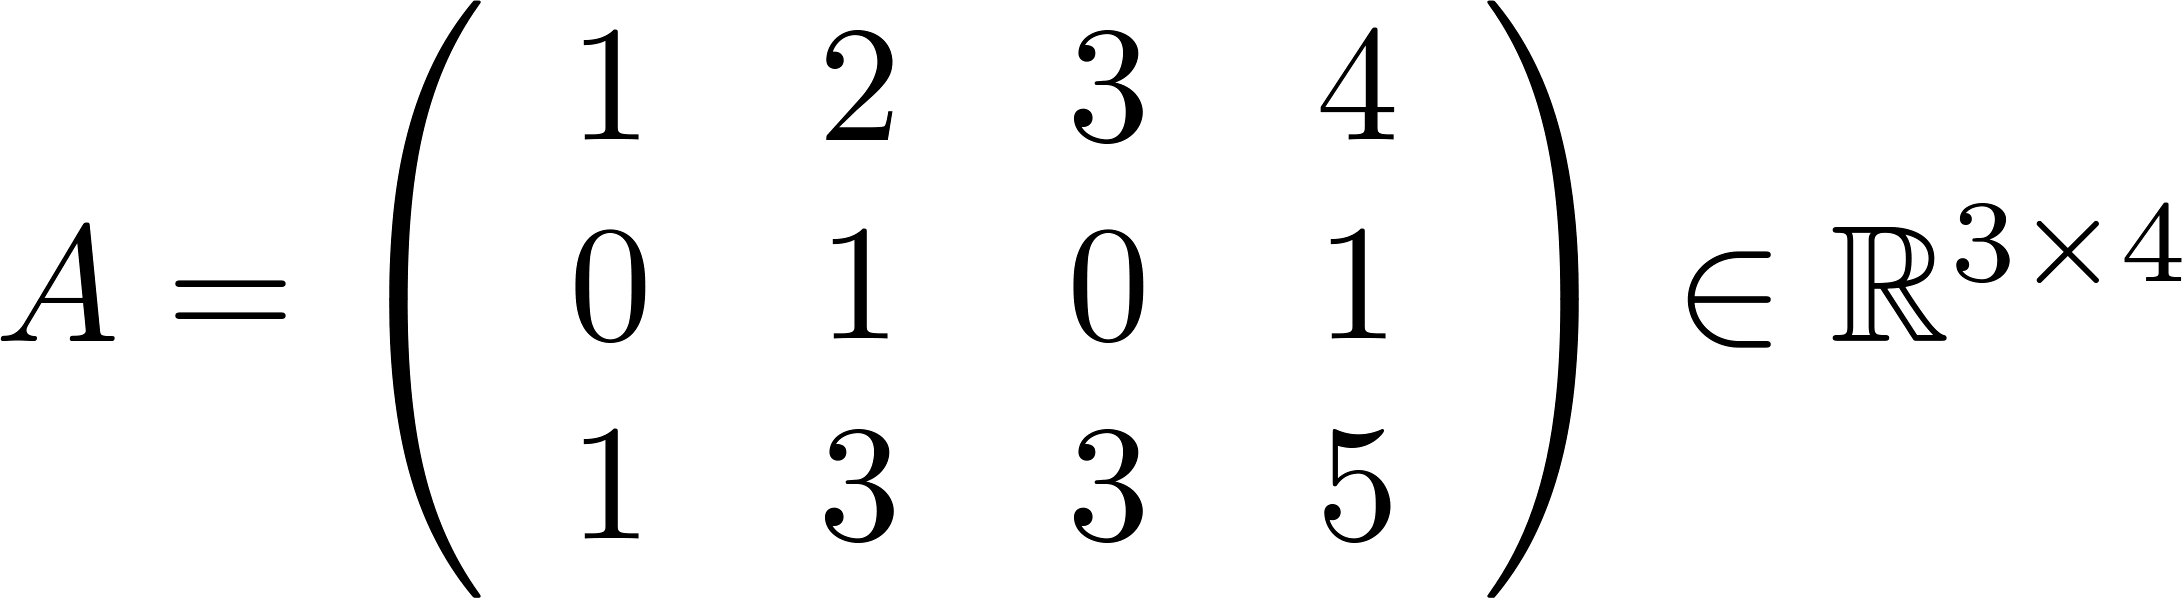 A = ( 1 2 3 4
0 1 0 1
1 3 3 5 ) ∈ ℝ^{3×4}